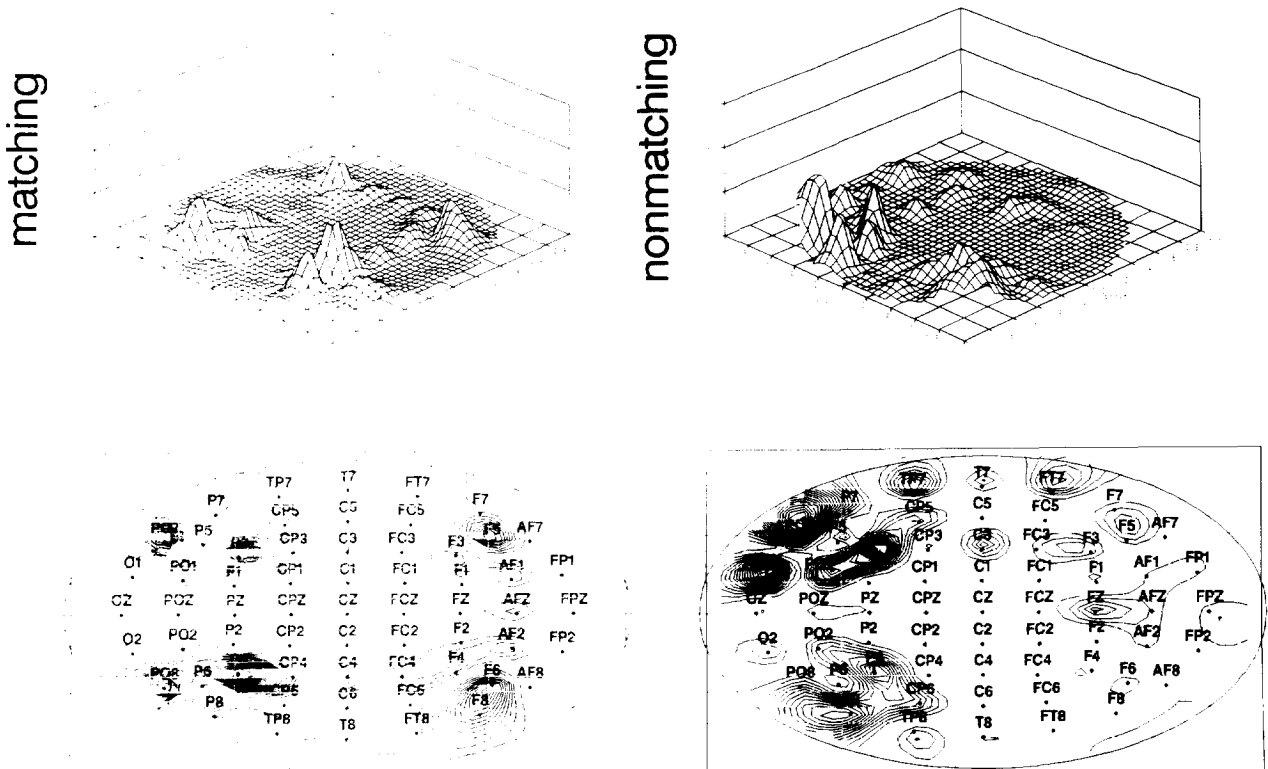 matching
nonmatching
T7
TP7
FT7
P7
F7
C5
CP5
FC5
P5
F5
AF7
C3
CP3
FC3
F3
O1
PO1
P1
CP1
C1
FC1
F1
AF1
FP1
OZ
POZ
PZ
CPZ
CZ
FCZ
FZ
AFZ
FPZ
O2
PO2
P2
CP2
C2
FC2
F2
AF2
FP2
CP4
C4
FC4
F4
P6
F6
AF8
C6
FC6
P8
F8
TP8
T8
FT8
T7
TP7
FT7
P7
F7
C5
CP5
FC5
F5
AF7
C3
CP3
FC3
F3
CP1
C1
FC1
F1
AF1
FP1
OZ
POZ
PZ
CPZ
CZ
FCZ
FZ
AFZ
FPZ
O2
PO2
P2
CP2
C2
FC2
F2
AF2
FP2
CP4
C4
FC4
F4
P6
F6
AF8
CP6
C6
FC6
F8
TP8
T8
FT8